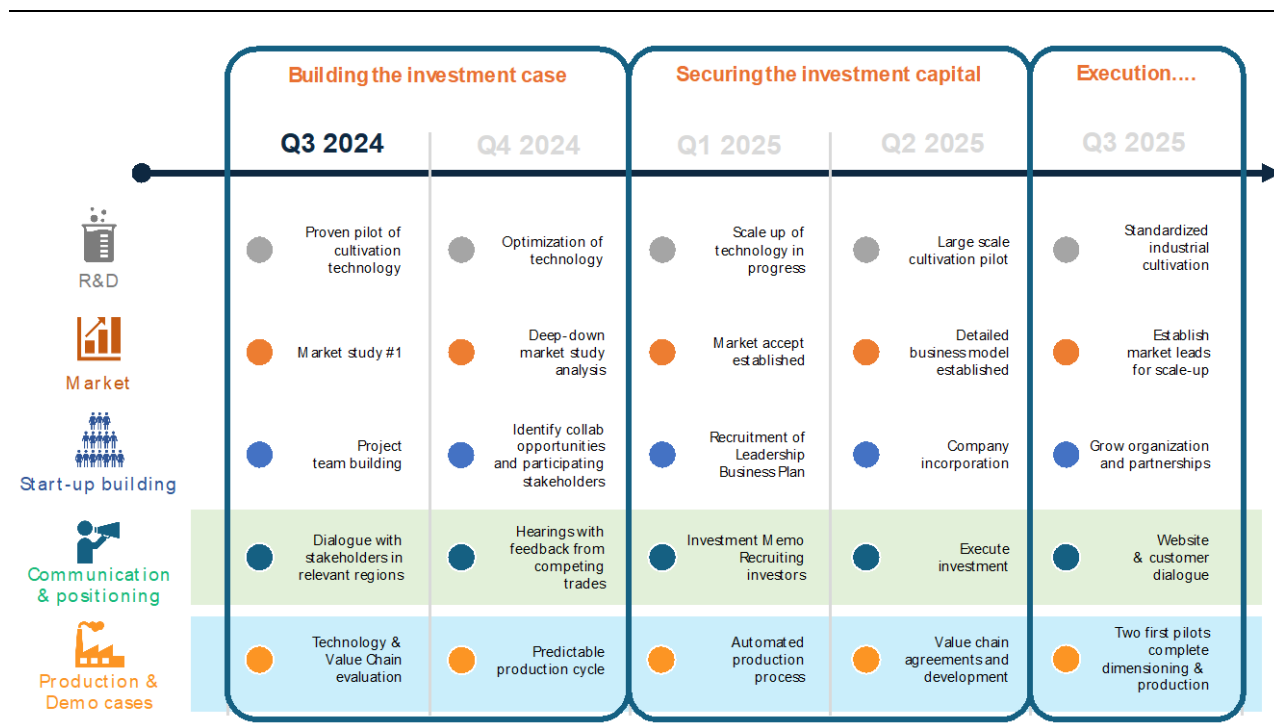 Building the investment case
Securing the investment capital
Execution....
Q3 2024
Q4 2024
Q1 2025
Q2 2025
Q3 2025
R&D
Proven pilot of
cultivation
technology
Optimization of
technology
Scale up of
technology in
progress
Large scale
cultivation pilot
Standardized
industrial
cultivation
Market
Market study #1
Deep-down
market study
analysis
Market accept
established
Detailed
business model
established
Establish
market leads
for scale-up
Start-up building
Project
team building
Identify collab
opportunities
and participating
stakeholders
Recruitment of
Leadership
Business Plan
Company
incorporation
Grow organization
and partnerships
Communication
& positioning
Dialogue with
stakeholders in
relevant regions
Hearings with
feedback from
competing
trades
Investment Memo
Recruiting
investors
Execute
investment
Website
& customer
dialogue
Production &
Demo cases
Technology &
Value Chain
evaluation
Predictable
production cycle
Automated
production
process
Value chain
agreements and
development
Two first pilots
complete
dimensioning &
production